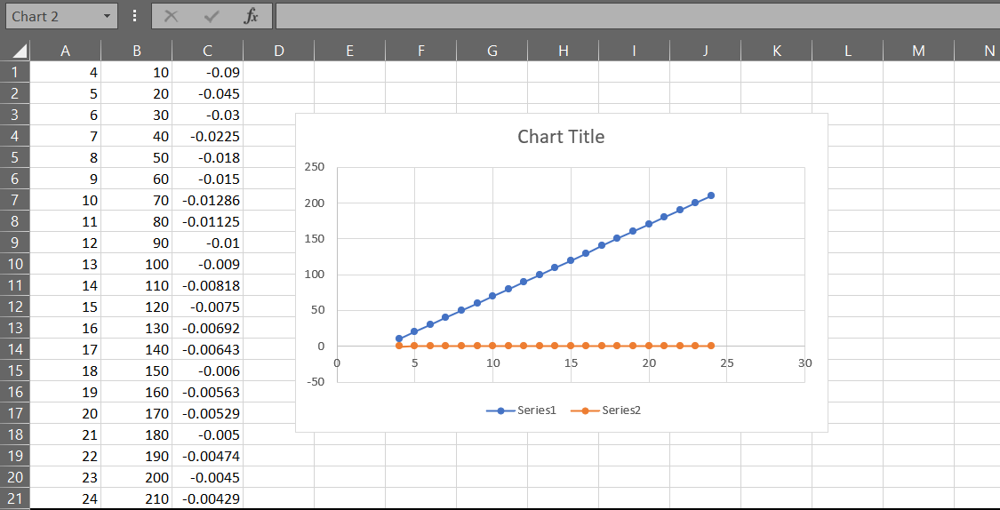 Chart 2 fx
A B C D E F G H I J K L M N
1 4 10 -0.09
2 5 20 -0.045
3 6 30 -0.03
4 7 40 -0.0225
5 8 50 -0.018
6 9 60 -0.015
7 10 70 -0.01286
8 11 80 -0.01125
9 12 90 -0.01
10 13 100 -0.009
11 14 110 -0.00818
12 15 120 -0.0075
13 16 130 -0.00692
14 17 140 -0.00643
15 18 150 -0.006
16 19 160 -0.00563
17 20 170 -0.00529
18 21 180 -0.005
19 22 190 -0.00474
20 23 200 -0.0045
21 24 210 -0.00429
Chart Title
250
200
150
100
50
0
-50
0 5 10 15 20 25 30
Series1 Series2